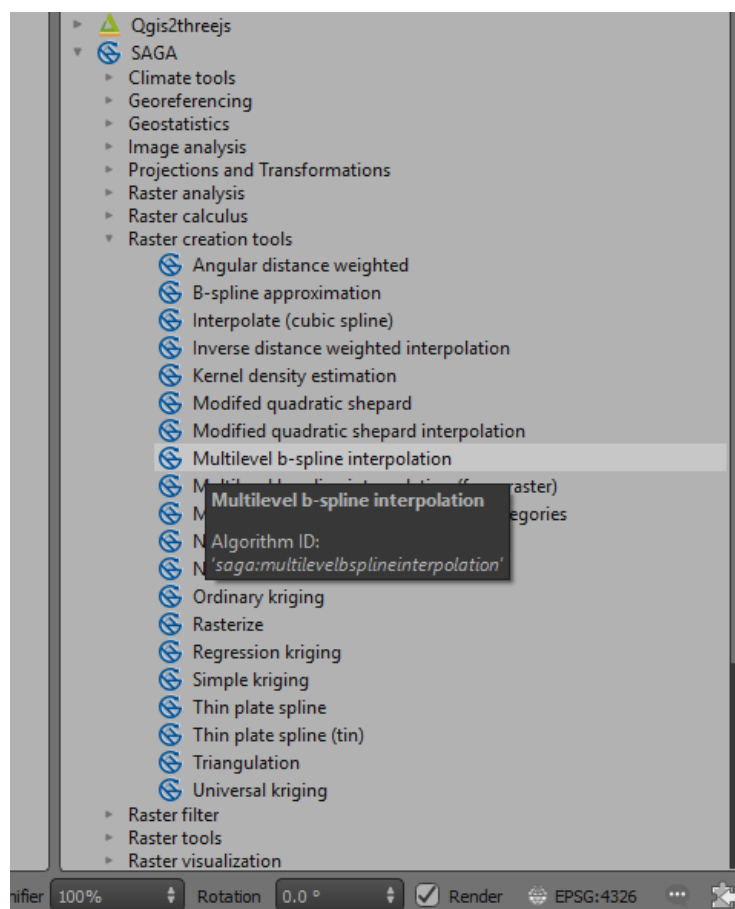 Qgis2threejs
SAGA
Climate tools
Georeferencing
Geostatistics
Image analysis
Projections and Transformations
Raster analysis
Raster calculus
Raster creation tools
Angular distance weighted
B-spline approximation
Interpolate (cubic spline)
Inverse distance weighted interpolation
Kernel density estimation
Modifed quadratic shepard
Modified quadratic shepard interpolation
Multilevel b-spline interpolation
raster)
Multilevel b-spline interpolation
egories
Algorithm ID:
'saga:multilevelbsplineinterpolation'
Ordinary kriging
Rasterize
Regression kriging
Simple kriging
Thin plate spline
Thin plate spline (tin)
Triangulation
Universal kriging
Raster filter
Raster tools
Raster visualization
nifier 100% Rotation 0.0 ° Render EPSG:4326